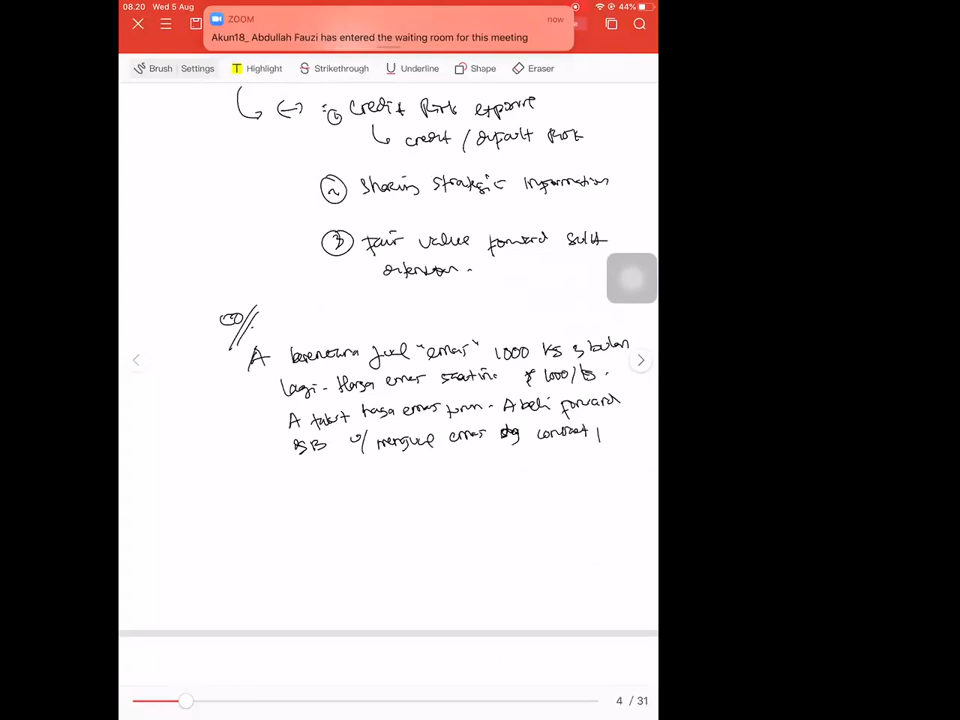 08.20 Wed 5 Aug
44%
ZOOM
now
Akun18_ Abdullah Fauzi has entered the waiting room for this meeting
Brush Settings Highlight Strikethrough Underline Shape Eraser
(-) : ① Credit Risk exposure
credit / default Risk
② Sharing strategic information
③ Fair value forward sulit
ditentukan.
A berencana jual "emas" 1000 kg 3 bulan
lagi. Harga emas saat ini $ 1000/kg.
A takut harga emas turun. A beli forward
u/ menjual emas dg contract
4 / 31